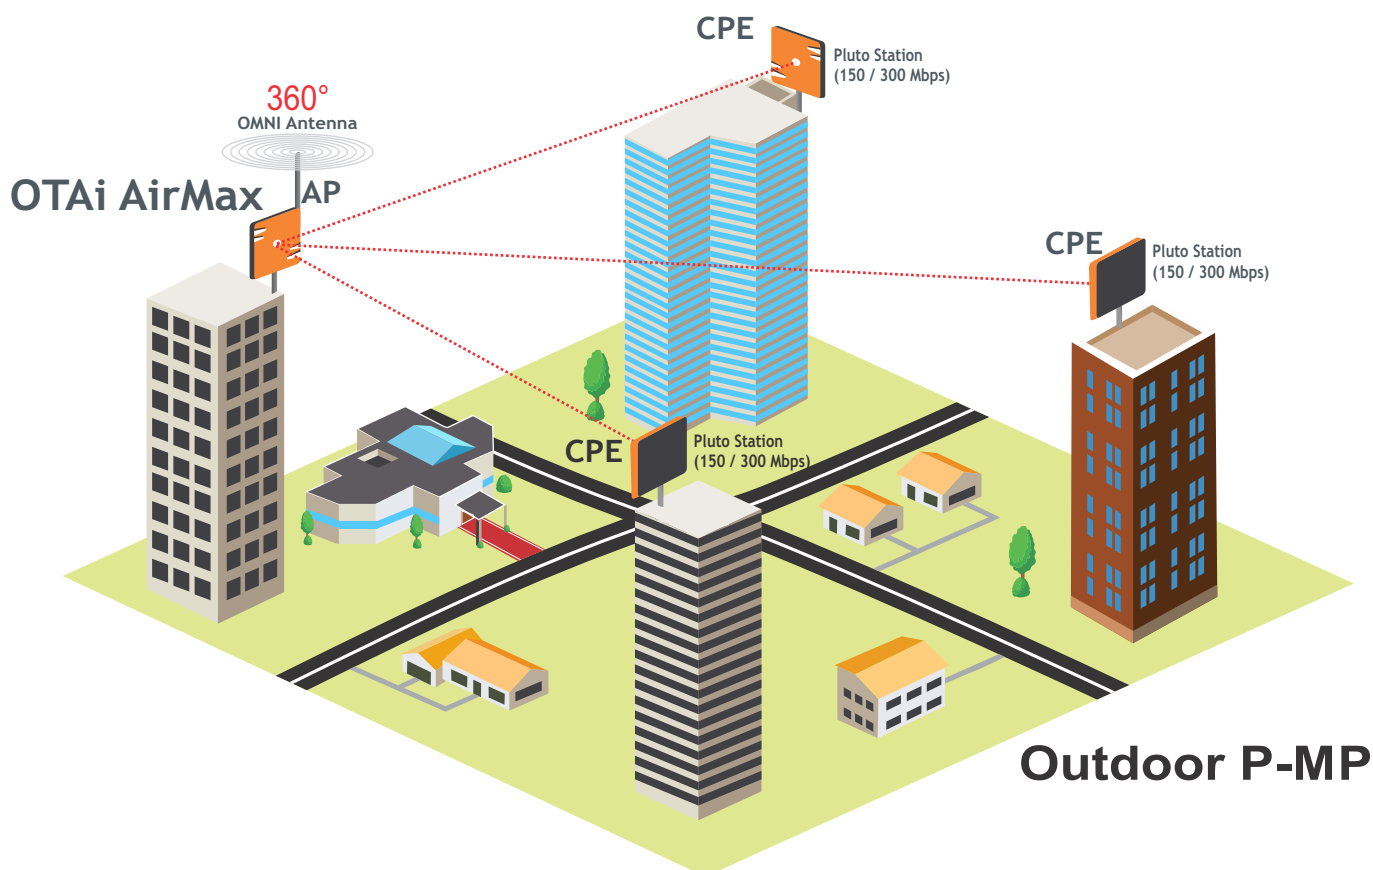 CPE
Pluto Station
(150 / 300 Mbps)
360°
OMNI Antenna
OTAi AirMax
AP
CPE
Pluto Station
(150 / 300 Mbps)
CPE
Pluto Station
(150 / 300 Mbps)
Outdoor P-MP